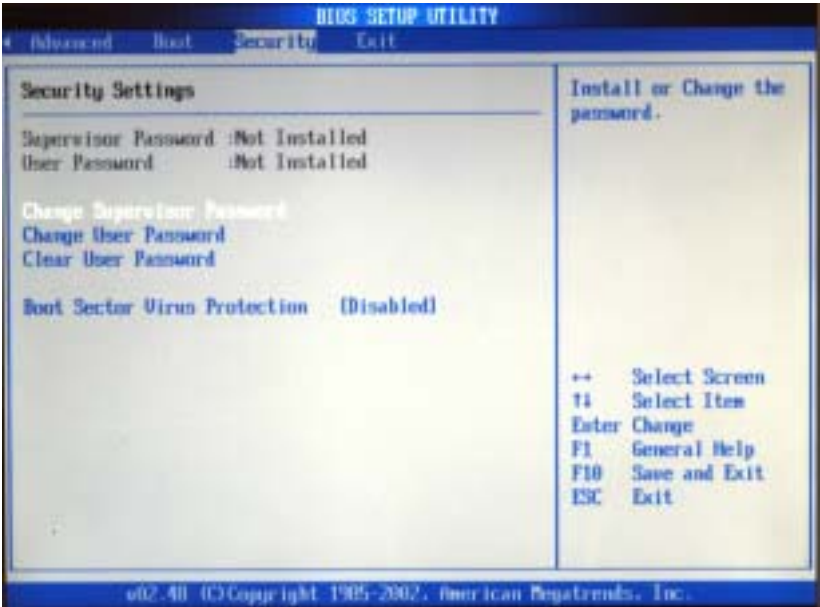 BIOS SETUP UTILITY
Advanced Boot Security Exit
Security Settings
Supervisor Password :Not Installed
User Password :Not Installed
Change Supervisor Password
Change User Password
Clear User Password
Boot Sector Virus Protection [Disabled]
Install or Change the
password.
↔ Select Screen
↑↓ Select Item
Enter Change
F1 General Help
F10 Save and Exit
ESC Exit
v02.48 (C)Copyright 1985-2002, American Megatrends, Inc.